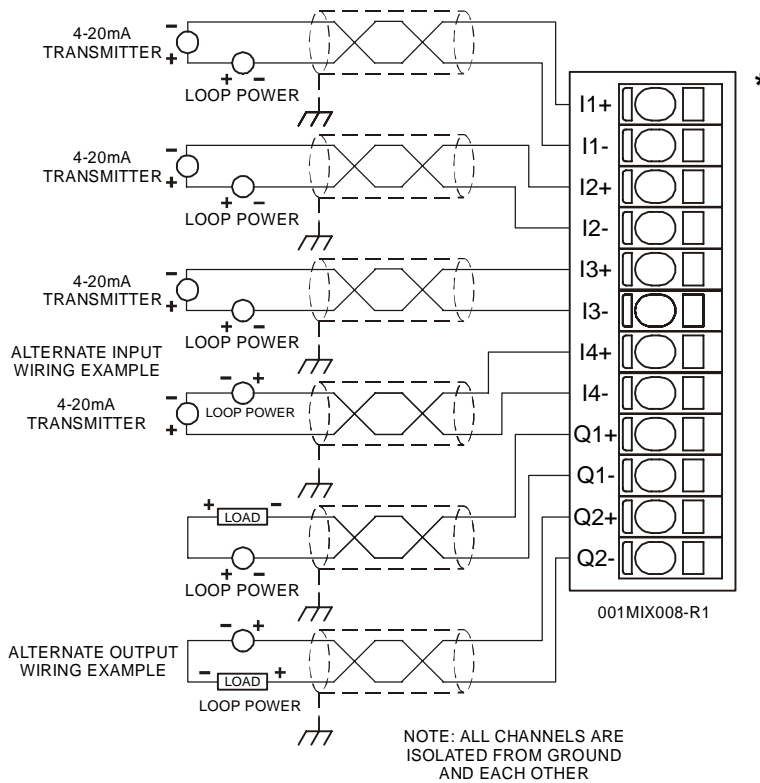 4-20mA
TRANSMITTER
-
+
+ -
LOOP POWER
4-20mA
TRANSMITTER
-
+
+ -
LOOP POWER
4-20mA
TRANSMITTER
-
+
+ -
LOOP POWER
ALTERNATE INPUT
WIRING EXAMPLE
4-20mA
TRANSMITTER
- +
LOOP POWER
-
+
+ LOAD -
+ -
LOOP POWER
ALTERNATE OUTPUT
WIRING EXAMPLE
- +
- LOAD +
LOOP POWER
*
I1+
I1-
I2+
I2-
I3+
I3-
I4+
I4-
Q1+
Q1-
Q2+
Q2-
001MIX008-R1
NOTE: ALL CHANNELS ARE
ISOLATED FROM GROUND
AND EACH OTHER